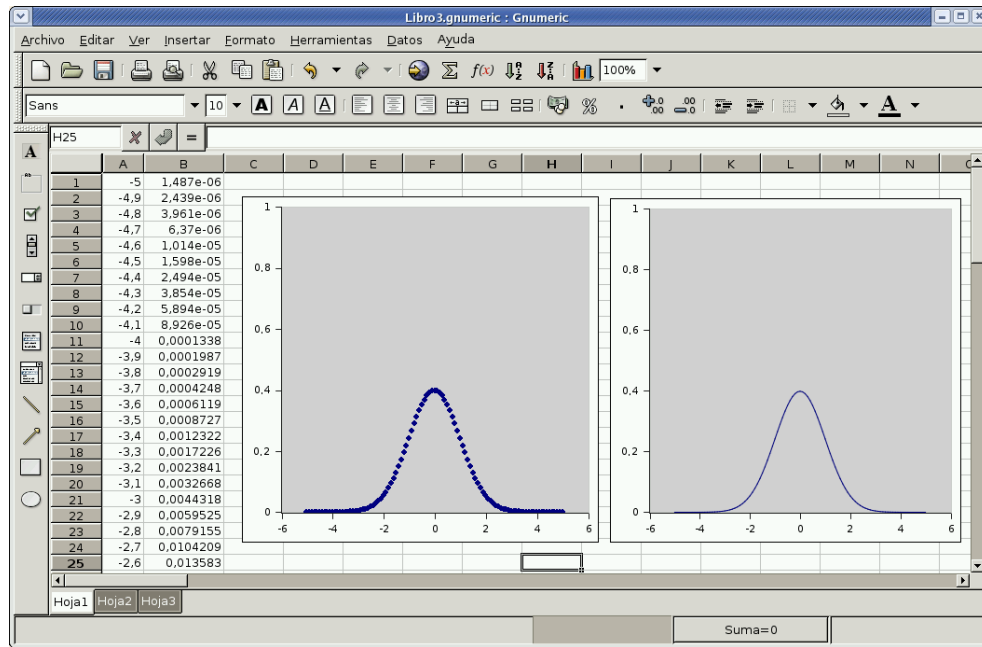 Libro3.gnumeric : Gnumeric
Archivo Editar Ver Insertar Formato Herramientas Datos Ayuda
f(x) 100%
Sans 10 A A A % . A
H25 =
A B C D E F G H I J K L M N
1 -5 1,487e-06
2 -4,9 2,439e-06
3 -4,8 3,961e-06
4 -4,7 6,37e-06
5 -4,6 1,014e-05
6 -4,5 1,598e-05
7 -4,4 2,494e-05
8 -4,3 3,854e-05
9 -4,2 5,894e-05
10 -4,1 8,926e-05
11 -4 0,0001338
12 -3,9 0,0001987
13 -3,8 0,0002919
14 -3,7 0,0004248
15 -3,6 0,0006119
16 -3,5 0,0008727
17 -3,4 0,0012322
18 -3,3 0,0017226
19 -3,2 0,0023841
20 -3,1 0,0032668
21 -3 0,0044318
22 -2,9 0,0059525
23 -2,8 0,0079155
24 -2,7 0,0104209
25 -2,6 0,013583
1
0,8
0,6
0,4
0,2
0
-6 -4 -2 0 2 4 6
1
0,8
0,6
0,4
0,2
0
-6 -4 -2 0 2 4 6
Hoja1 Hoja2 Hoja3
Suma=0